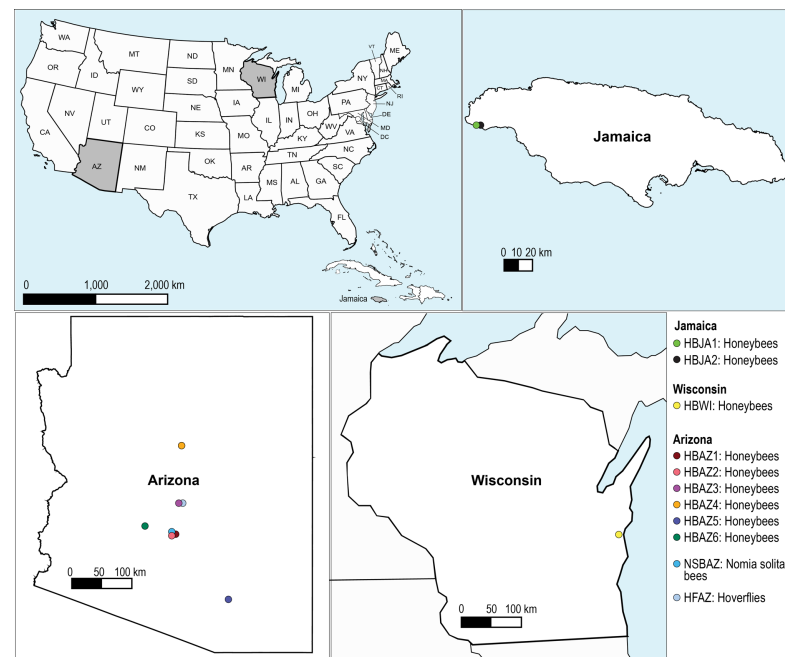 WA
MT
ND
MN
VT
ME
OR
ID
SD
WI
NY
NH
WY
MI
RI
NV
NE
IA
PA
NJ
UT
CO
IL
IN
OH
DE
CA
KS
MO
WV
VA
MD
DC
KY
AZ
NM
OK
AR
TN
NC
SC
TX
LA
MS
AL
GA
FL
0 1,000 2,000 km
Jamaica
Jamaica
0 10 20 km
Arizona
0 50 100 km
Wisconsin
0 50 100 km
Jamaica
HBJA1: Honeybees
HBJA2: Honeybees
Wisconsin
HBWI: Honeybees
Arizona
HBAZ1: Honeybees
HBAZ2: Honeybees
HBAZ3: Honeybees
HBAZ4: Honeybees
HBAZ5: Honeybees
HBAZ6: Honeybees
NSBAZ: Nomia solita
bees
HFAZ: Hoverflies